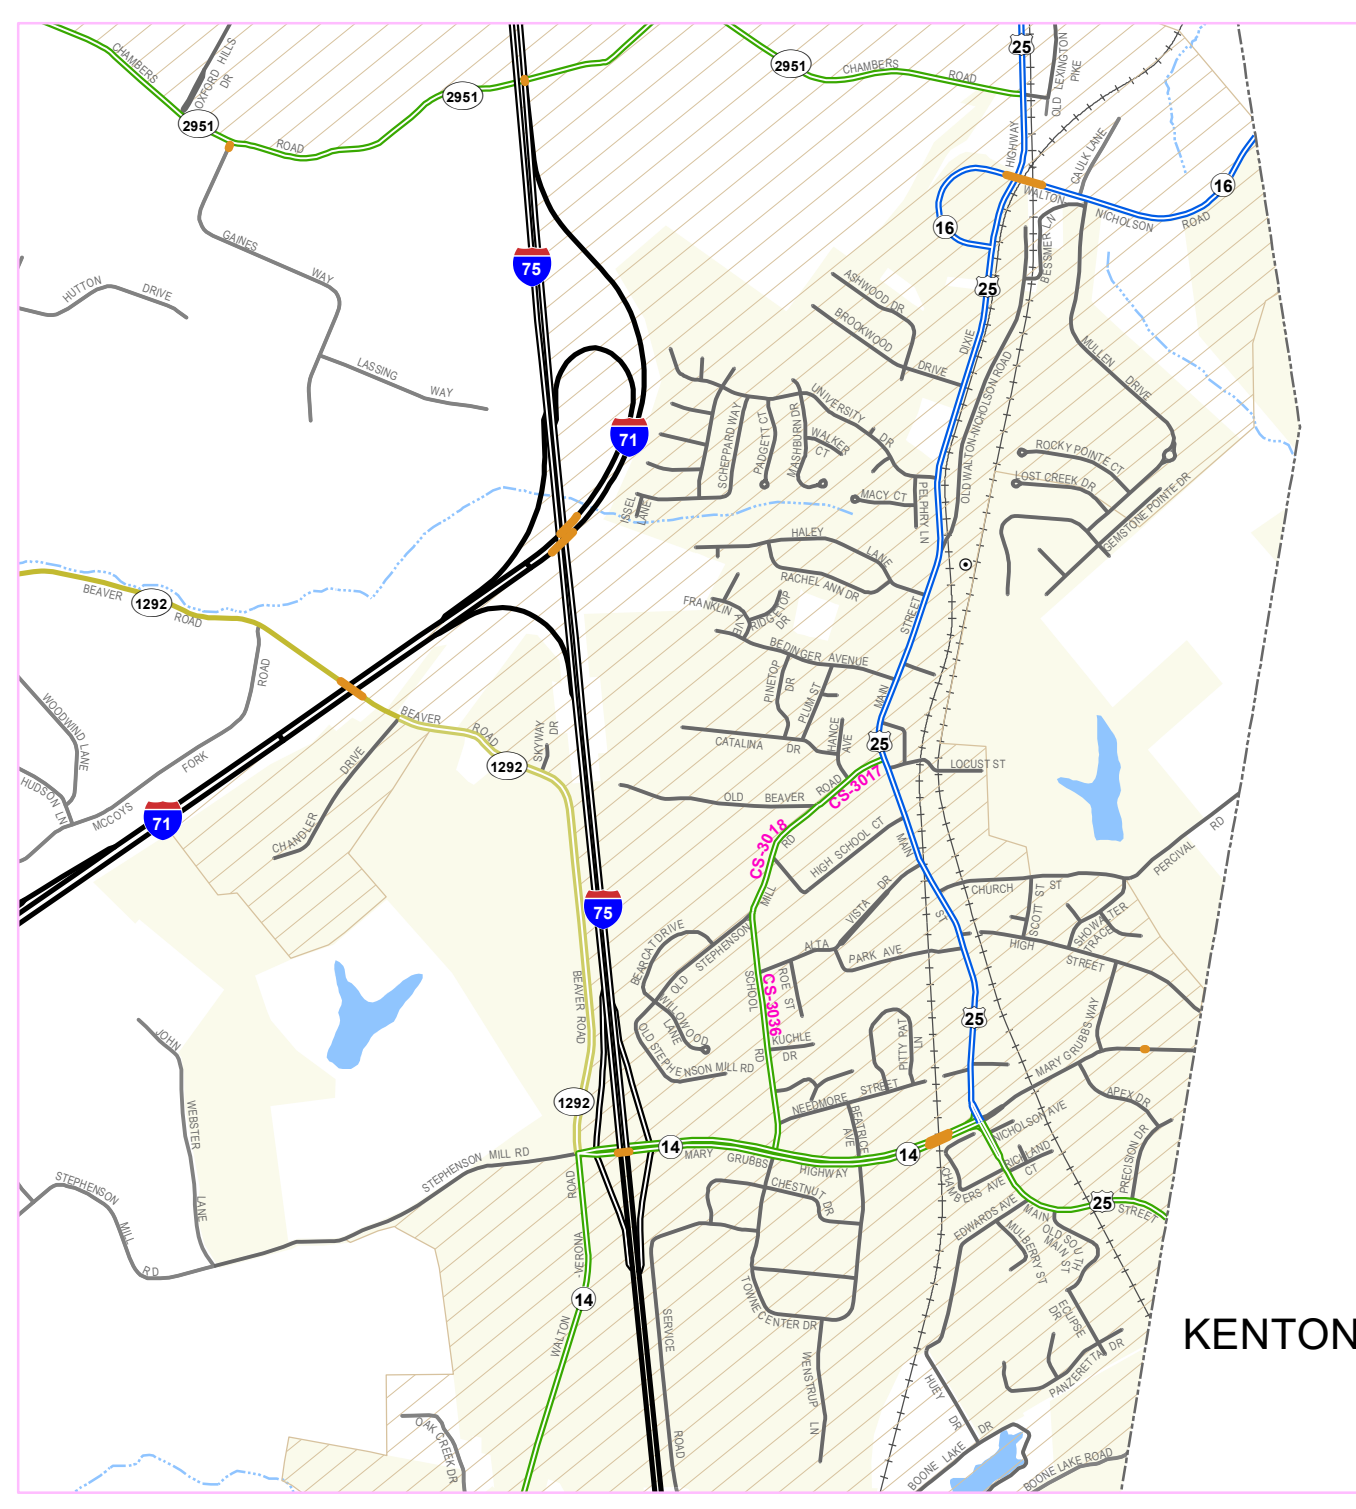 25
CHAMBERS
OXFORD HILLS
DR
2951
CHAMBERS
ROAD
OLD LEXINGTON
PIKE
2951
2951
ROAD
HIGHWAY
CAULK LANE
WALTON
16
NICHOLSON
ROAD
16
GAINES
WAY
BESSMER LN
75
25
HUTTON
DRIVE
ASHWOOD DR
BROOKWOOD
DRIVE
DIXIE
LASSING
WAY
MULLEN
DRIVE
71
SCHEPPARD WAY
PADGETT CT
MASHBURN DR
UNIVERSITY
DR
WALKER
CT
OLD WALTON-NICHOLSON ROAD
ROCKY POINTE CT
LOST CREEK DR
GEMSTONE POINTE DR
ISSEL
LANE
MACY CT
PELPHRY LN
HALEY
LANE
RACHEL ANN DR
BEAVER
1292
ROAD
FRANKLIN
AVE
RIDGETOP
DR
STREET
BEDINGER AVENUE
ROAD
PINETOP
DR
PLUM ST
MAIN
WOODWIND LANE
BEAVER
ROAD
SKYWAY
DR
CATALINA
DR
HANCE
AVE
25
1292
LOCUST ST
DRIVE
FORK
HUDSON LN
MCCOYS
71
CHANDLER
OLD
BEAVER
ROAD
CS-3017
CS-3018
RD
HIGH SCHOOL CT
MAIN
PERCIVAL
RD
MILL
75
VISTA
DR
ST
CHURCH
ST
SCOTT ST
SHOWALTER
TRACE
BEARCAT DRIVE
OLD
STEPHENSON
ALTA
PARK AVE
HIGH
STREET
BEAVER ROAD
SCHOOL
CS-3036
ROE ST
25
WILLOWOOD
LANE
OLD STEPHENSON MILL RD
KUCHLE
DR
PITTY PAT
LN
MARY GRUBBS WAY
JOHN
WEBSTER
LANE
RD
1292
NEEDMORE
STREET
BEATRICE
AVE
APEX DR
NICHOLSON AVE
PRECISION DR
14
MARY
GRUBBS
HIGHWAY
14
RICHLAND
CT
STEPHENSON MILL RD
STEPHENSON
MILL
RD
ROAD
CHESTNUT
DR
CHAMBERS AVE
EDWARDS AVE
MAIN
25
STREET
OLD SOUTH
MAIN ST
MULBERRY ST
-VERONA
14
WALTON
TOWNE CENTER DR
ECLIPSE
DR
KENTON
SERVICE
WENSTRUP
LN
PANZERETTA DR
HUEY
DR
OAK CREEK DR
ROAD
BOONE LAKE
DR
BOONE LAKE ROAD